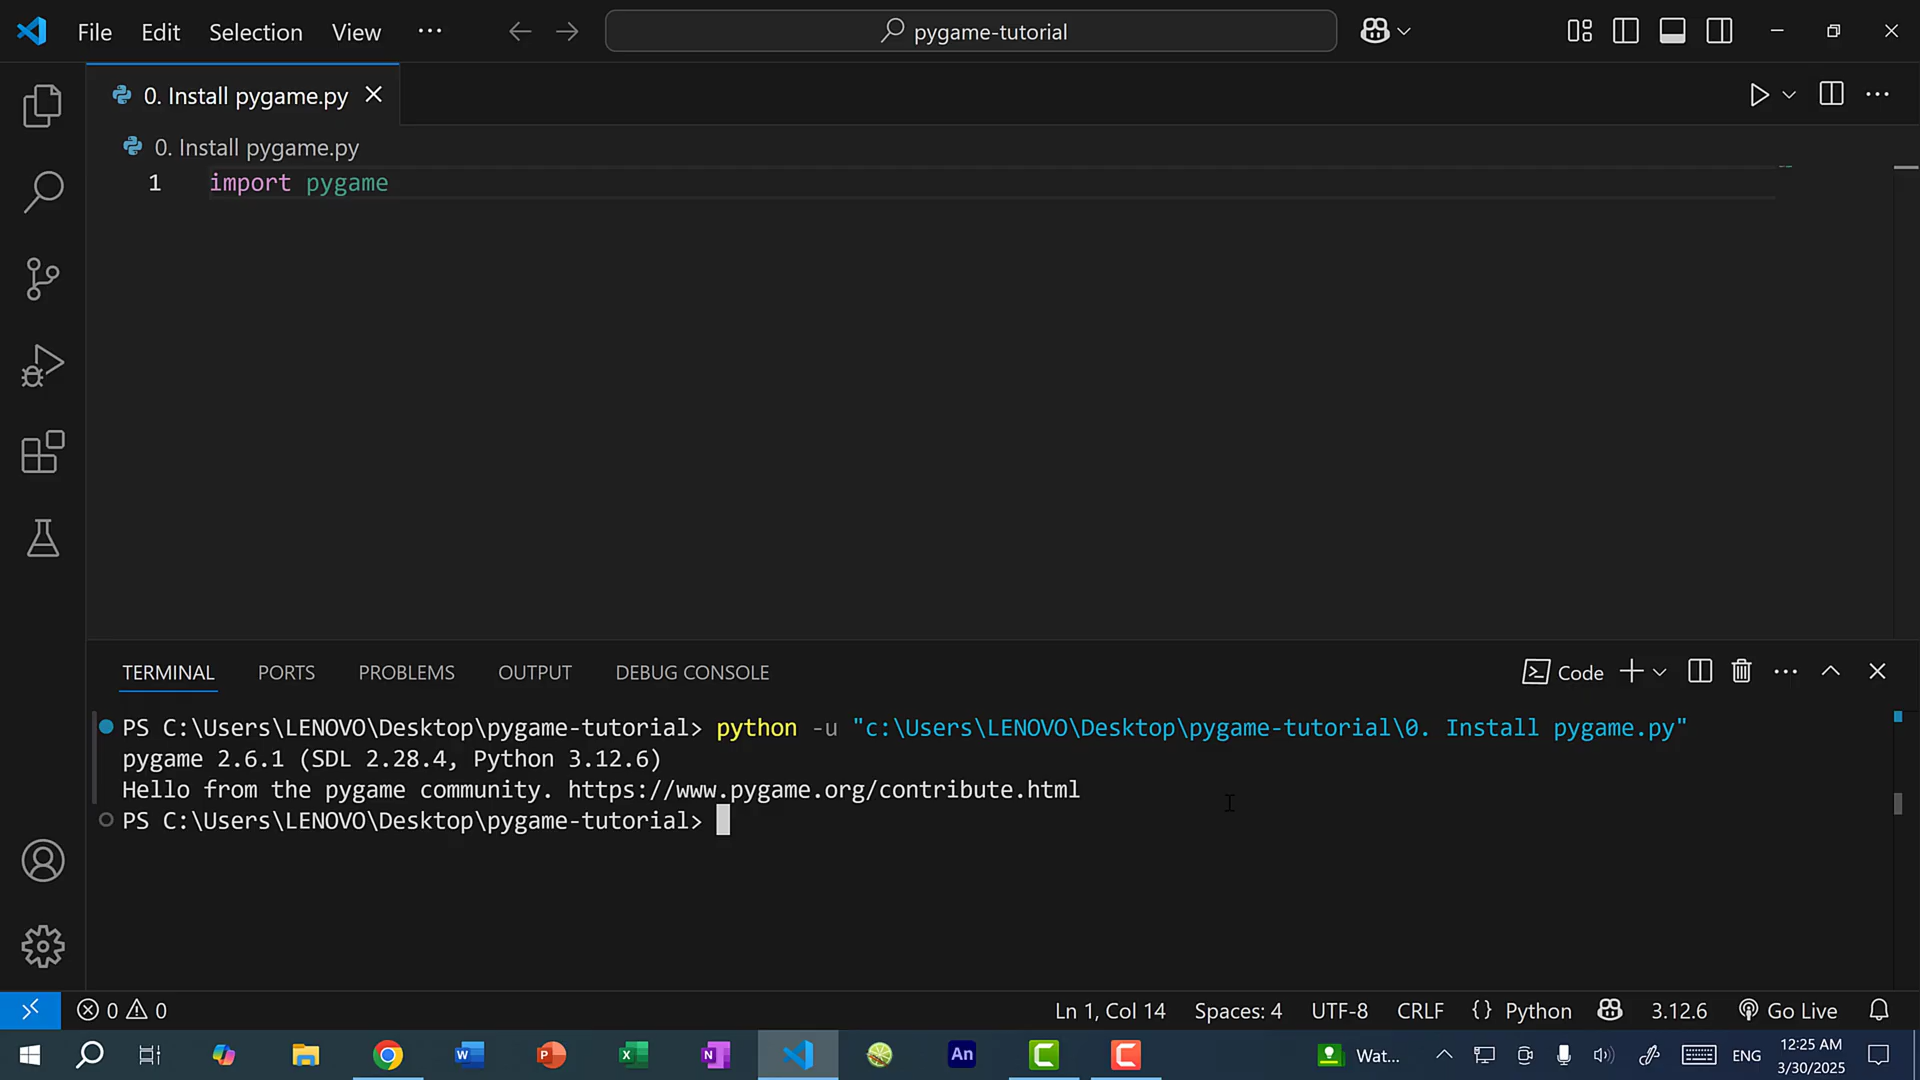 File Edit Selection View ··· pygame-tutorial
0. Install pygame.py
0. Install pygame.py
1 import pygame
TERMINAL PORTS PROBLEMS OUTPUT DEBUG CONSOLE Code
PS C:\Users\LENOVO\Desktop\pygame-tutorial> python -u "c:\Users\LENOVO\Desktop\pygame-tutorial\0. Install pygame.py"
pygame 2.6.1 (SDL 2.28.4, Python 3.12.6)
Hello from the pygame community. https://www.pygame.org/contribute.html
PS C:\Users\LENOVO\Desktop\pygame-tutorial>
0 0 Ln 1, Col 14 Spaces: 4 UTF-8 CRLF {} Python 3.12.6 Go Live
An Wat... ENG 12:25 AM
3/30/2025